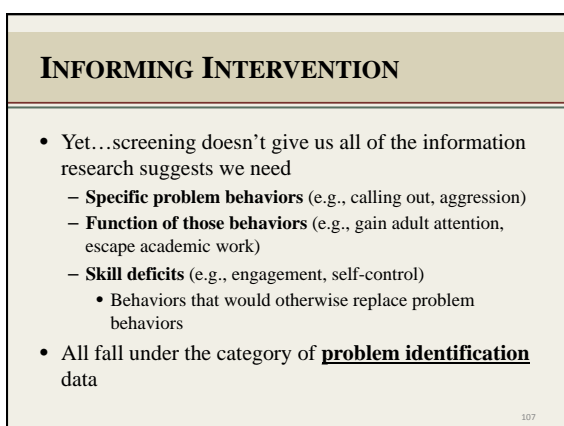 INFORMING INTERVENTION
• Yet…screening doesn't give us all of the information
research suggests we need
– Specific problem behaviors (e.g., calling out, aggression)
– Function of those behaviors (e.g., gain adult attention,
escape academic work)
– Skill deficits (e.g., engagement, self-control)
• Behaviors that would otherwise replace problem
behaviors
• All fall under the category of problem identification
data
107